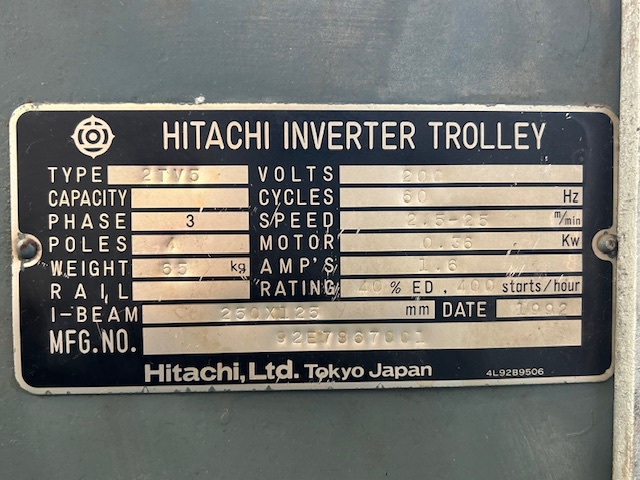 HITACHI INVERTER TROLLEY
TYPE 2TV5 VOLTS 200
CAPACITY CYCLES 60 Hz
PHASE 3 SPEED 2.5-25 m/min
POLES 4 MOTOR 0.36 Kw
WEIGHT 65 kg AMP'S 1.6
RAIL RATING 40 % ED, 400 starts/hour
I-BEAM 250X125 mm DATE 1992
MFG.NO.
Hitachi, Ltd. Tokyo Japan
4L9289506